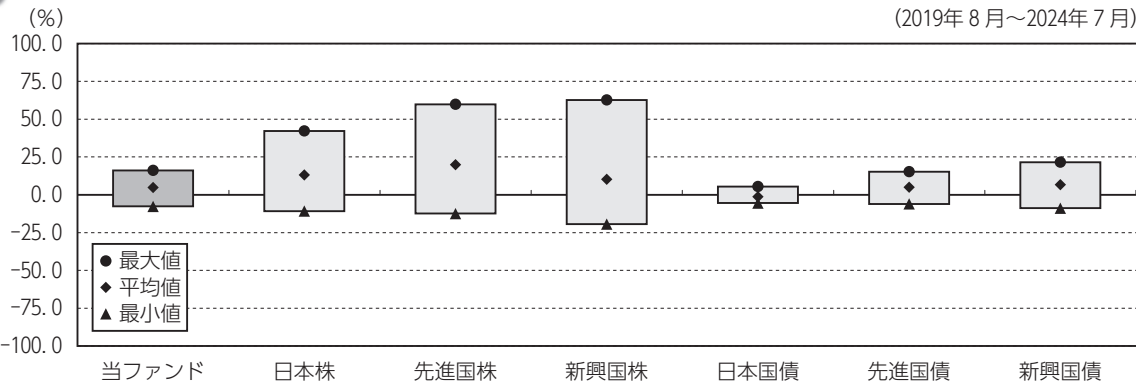 (%)
(2019年8月～2024年7月)
100.0
75.0
50.0
25.0
0.0
-25.0
-50.0
-75.0
-100.0
● 最大値
◆ 平均値
▲ 最小値
当ファンド 日本株 先進国株 新興国株 日本国債 先進国債 新興国債